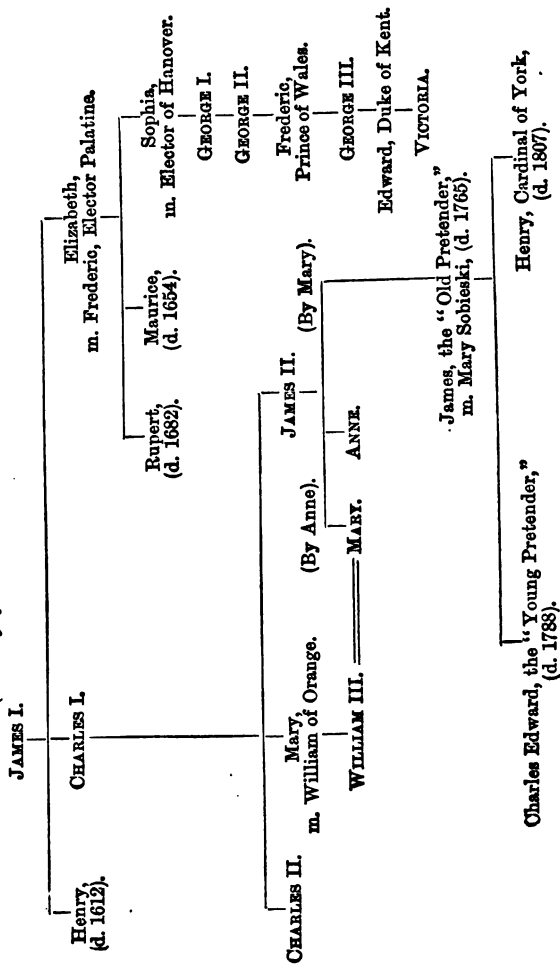 JAMES I.
Henry,
(d. 1612).
CHARLES I.
Elizabeth,
m. Frederic, Elector Palatine.
Rupert,
(d. 1682).
Maurice,
(d. 1654).
Sophia,
m. Elector of Hanover.
GEORGE I.
GEORGE II.
Frederic,
Prince of Wales.
GEORGE III.
Edward, Duke of Kent.
VICTORIA.
CHARLES II.
Mary,
m. William of Orange.
JAMES II.
(By Anne).
(By Mary).
WILLIAM III.
MARY.
ANNE.
James, the “Old Pretender,”
m. Mary Sobieski, (d. 1765).
Charles Edward, the “Young Pretender,”
(d. 1788).
Henry, Cardinal of York,
(d. 1807).